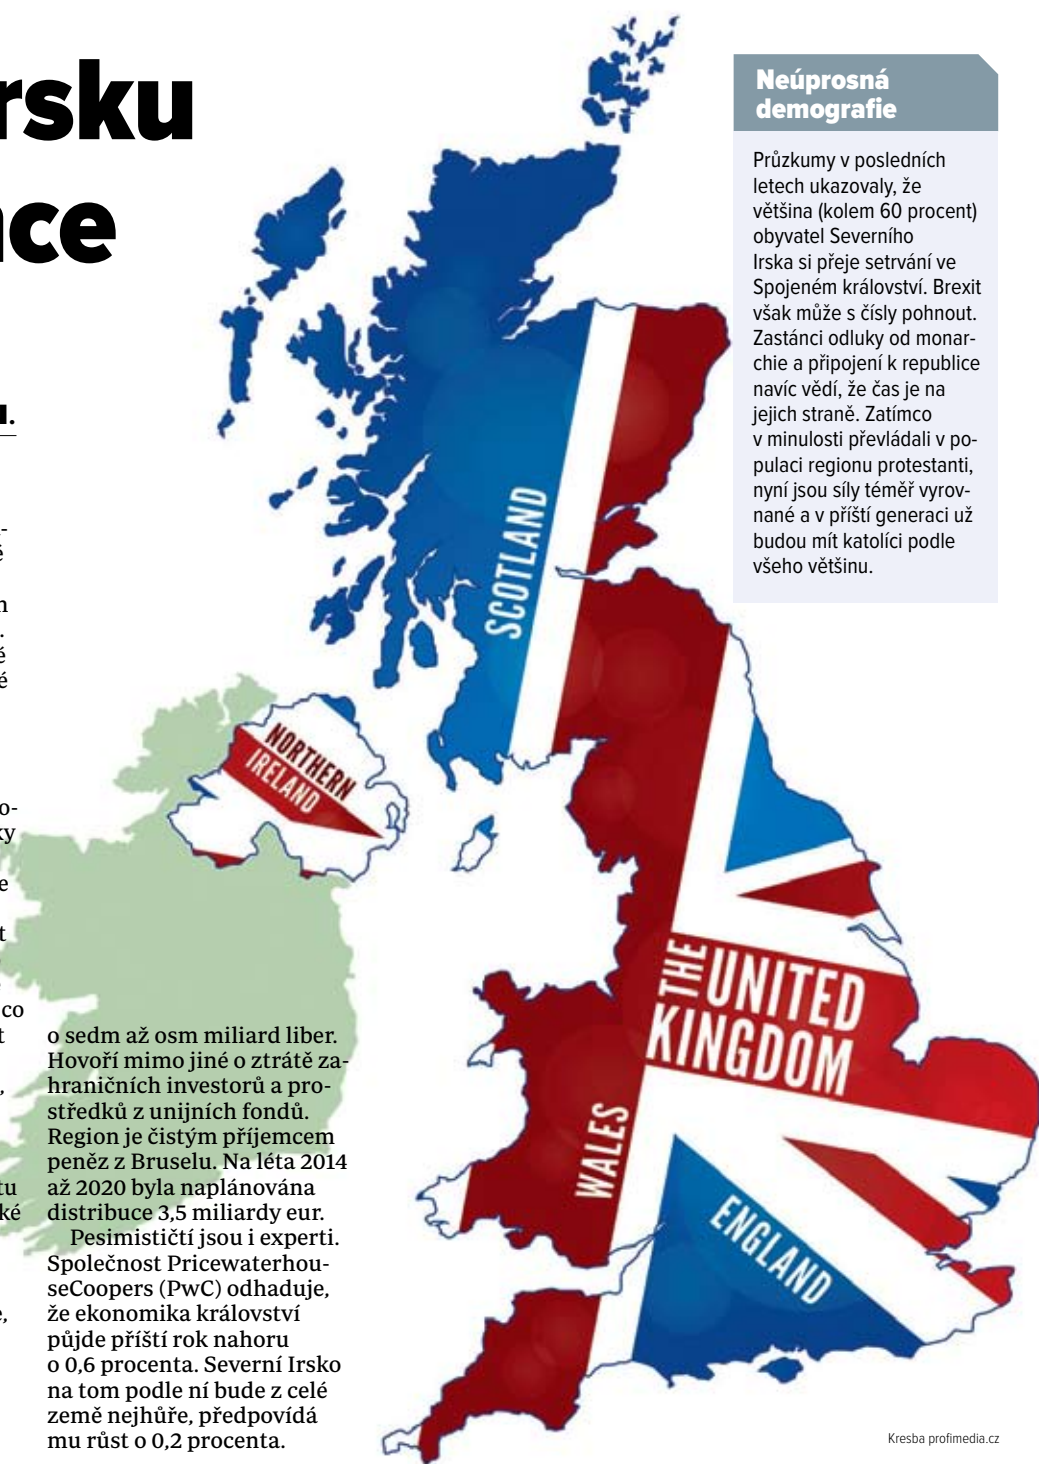 rsku
ce
.
-
é
n
.
é
é
o-
ky
e
t
co
t
,
tu
ké
e,
o sedm až osm miliard liber.
Hovoří mimo jiné o ztrátě za-
hraničních investorů a pro-
středků z unijních fondů.
Region je čistým příjemcem
peněz z Bruselu. Na léta 2014
až 2020 byla naplánována
distribuce 3,5 miliardy eur.
Pesimističtí jsou i experti.
Společnost Pricewaterhou-
seCoopers (PwC) odhaduje,
že ekonomika království
půjde příští rok nahoru
o 0,6 procenta. Severní Irsko
na tom podle ní bude z celé
země nejhůře, předpovídá
mu růst o 0,2 procenta.
SCOTLAND
NORTHERN
IRELAND
THE UNITED
KINGDOM
WALES
ENGLAND
Neúprosná
demografie
Průzkumy v posledních
letech ukazovaly, že
většina (kolem 60 procent)
obyvatel Severního
Irska si přeje setrvání ve
Spojeném království. Brexit
však může s čísly pohnout.
Zastánci odluky od monar-
chie a připojení k republice
navíc vědí, že čas je na
jejich straně. Zatímco
v minulosti převládali v po-
pulaci regionu protestanti,
nyní jsou síly téměř vyrov-
nané a v příští generaci už
budou mít katolíci podle
všeho většinu.
Kresba profimedia.cz